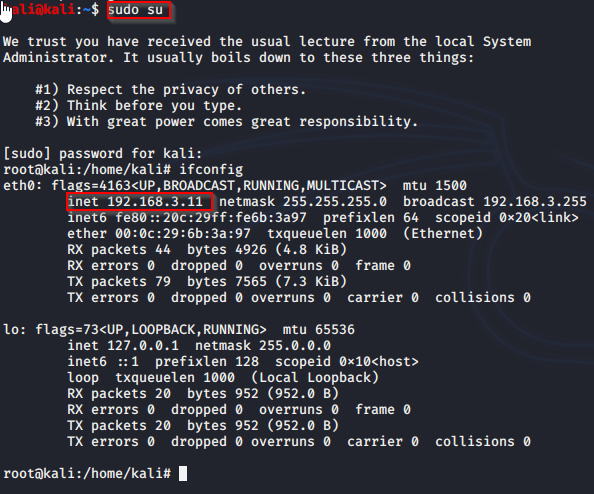 kali@kali:~$ sudo su
We trust you have received the usual lecture from the local System
Administrator. It usually boils down to these three things:
#1) Respect the privacy of others.
#2) Think before you type.
#3) With great power comes great responsibility.
[sudo] password for kali:
root@kali:/home/kali# ifconfig
eth0: flags=4163<UP,BROADCAST,RUNNING,MULTICAST>  mtu 1500
inet 192.168.3.11  netmask 255.255.255.0  broadcast 192.168.3.255
inet6 fe80::20c:29ff:fe6b:3a97  prefixlen 64  scopeid 0×20<link>
ether 00:0c:29:6b:3a:97  txqueuelen 1000  (Ethernet)
RX packets 44  bytes 4926 (4.8 KiB)
RX errors 0  dropped 0  overruns 0  frame 0
TX packets 79  bytes 7565 (7.3 KiB)
TX errors 0  dropped 0 overruns 0  carrier 0  collisions 0
lo: flags=73<UP,LOOPBACK,RUNNING>  mtu 65536
inet 127.0.0.1  netmask 255.0.0.0
inet6 ::1  prefixlen 128  scopeid 0×10<host>
loop  txqueuelen 1000  (Local Loopback)
RX packets 20  bytes 952 (952.0 B)
RX errors 0  dropped 0  overruns 0  frame 0
TX packets 20  bytes 952 (952.0 B)
TX errors 0  dropped 0 overruns 0  carrier 0  collisions 0
root@kali:/home/kali#